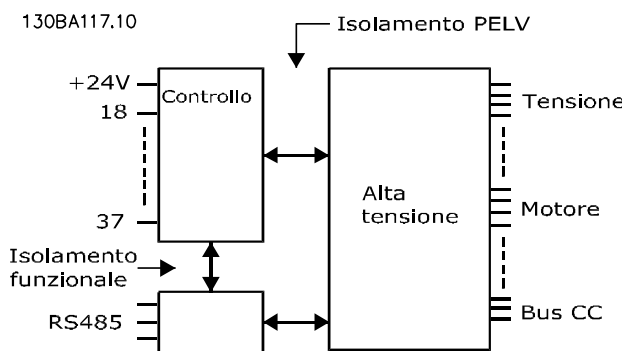 130BA117.10
Isolamento PELV
+24V
Controllo
18
Tensione
37
Alta
tensione
Motore
Isolamento
funzionale
RS485
Bus CC